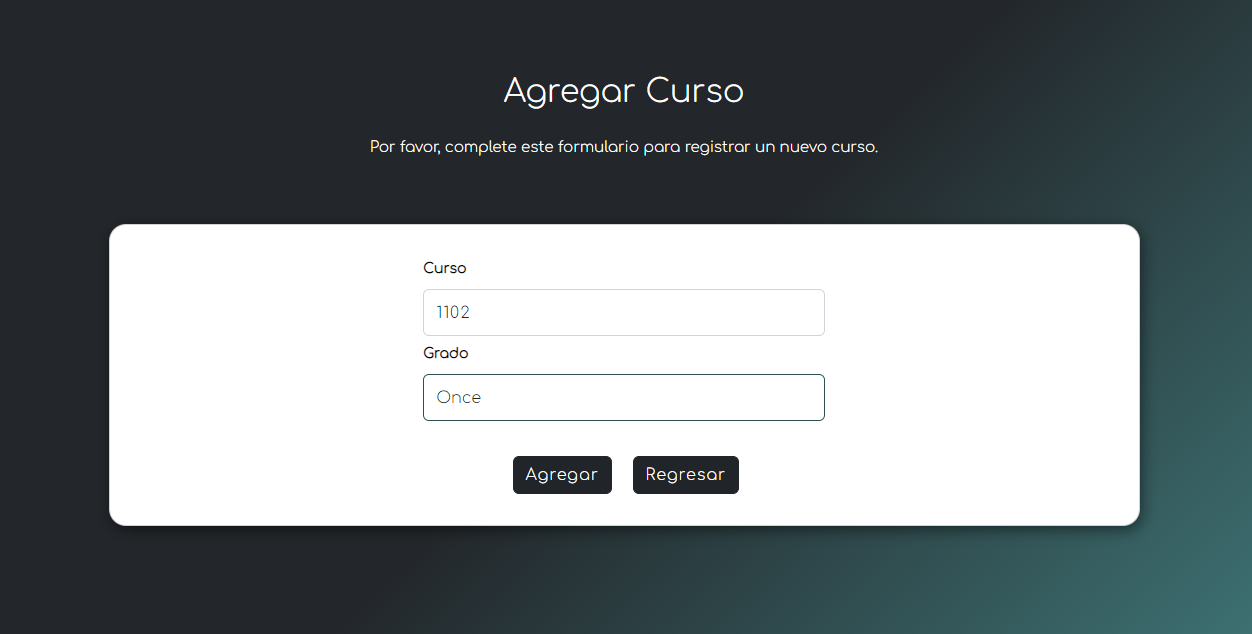 Agregar Curso
Por favor, complete este formulario para registrar un nuevo curso.
Curso
1102
Grado
Once
Agregar
Regresar